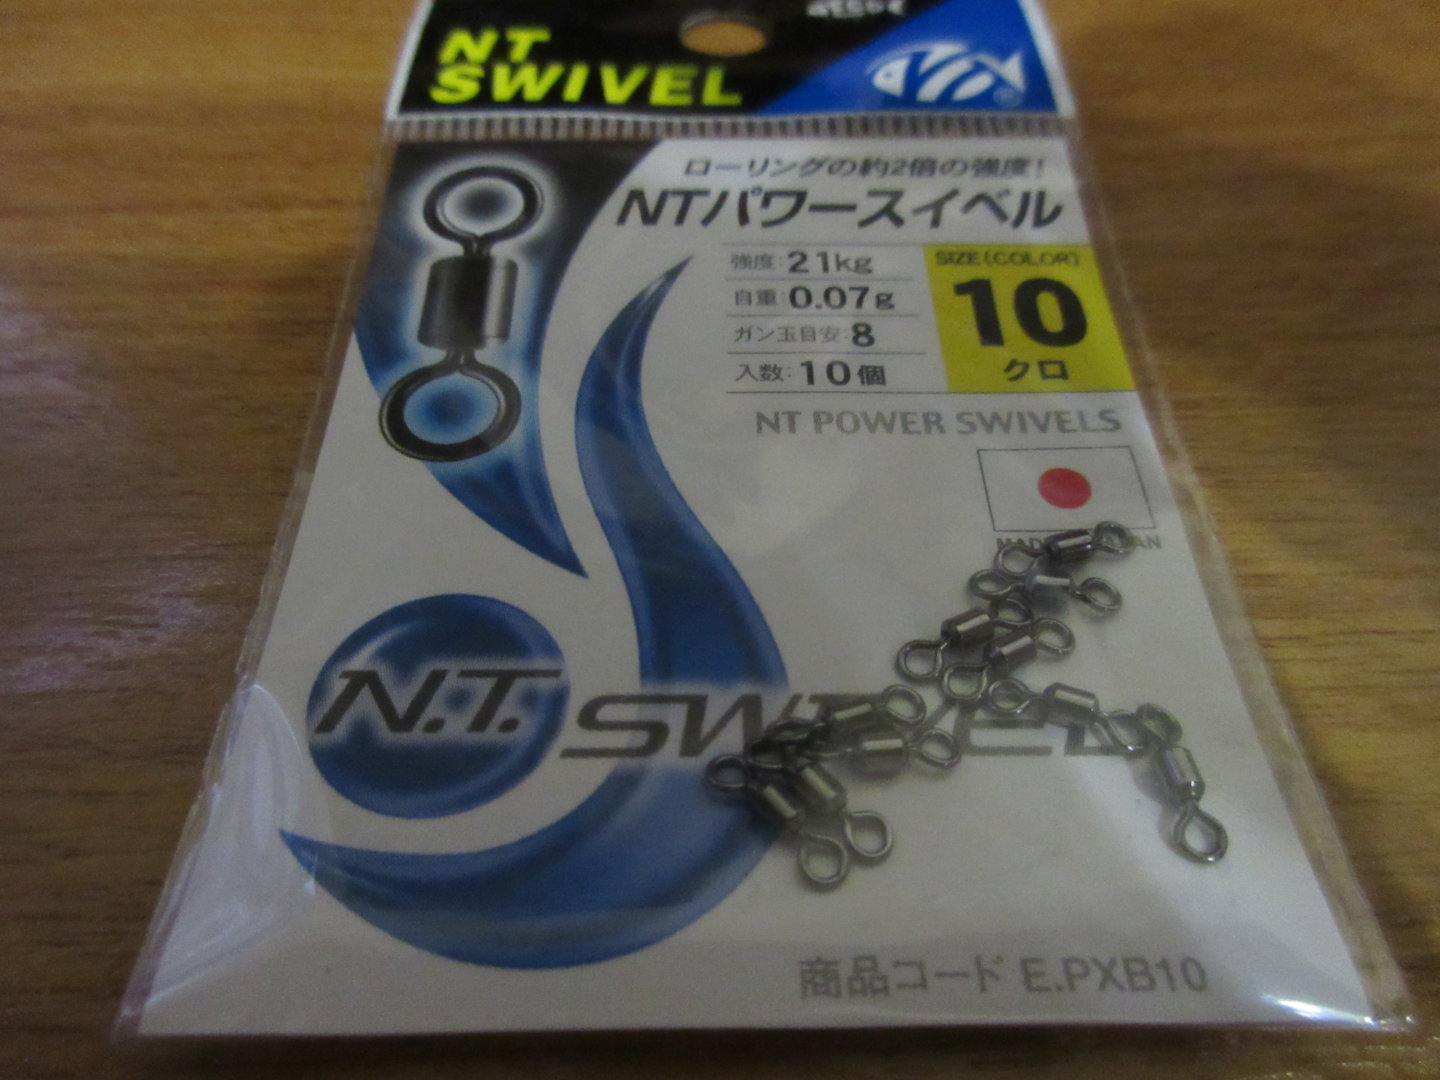 NT
SWIVEL
ローリングの約2倍の強度!
NTパワースイベル
強度: 21kg
自重: 0.07g
ガン玉目安: 8
入数: 10個
SIZE(COLOR)
10
クロ
NT POWER SWIVELS
N.T. SWIVEL
商品コード E.PXB10